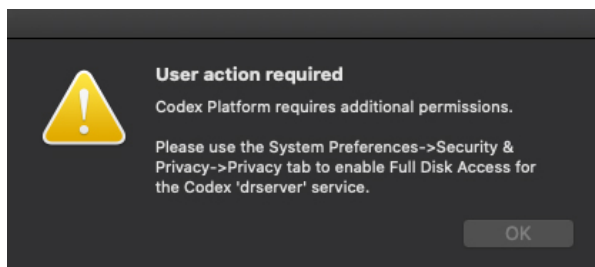 User action required
Codex Platform requires additional permissions.
Please use the System Preferences->Security &
Privacy->Privacy tab to enable Full Disk Access for
the Codex 'drserver' service.
OK